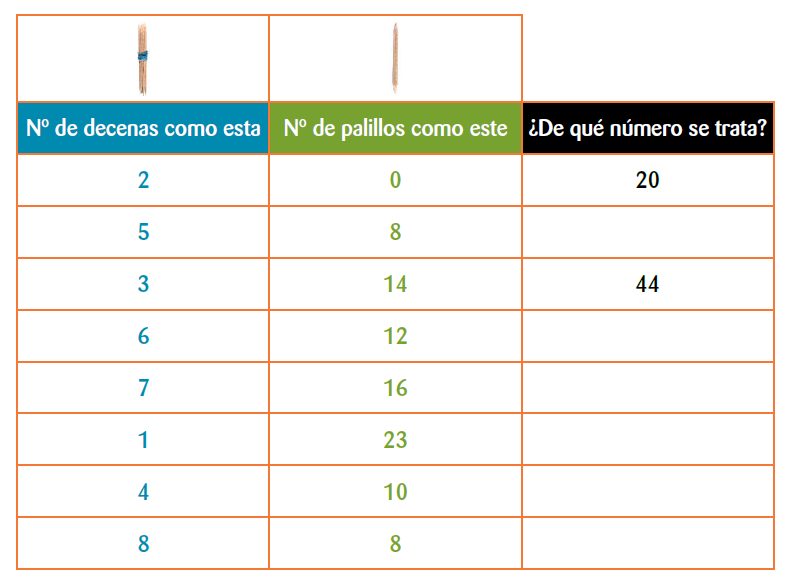 Nº de decenas como esta Nº de palillos como este ¿De qué número se trata?
2 0 20
5 8
3 14 44
6 12
7 16
1 23
4 10
8 8